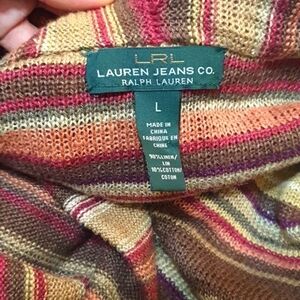 LRL
LAUREN JEANS CO.
RALPH LAUREN
L
MADE IN
CHINA
FABRIQUE EN
CHINE
90%LINEN/
LIN
10%COTTON/
COTON